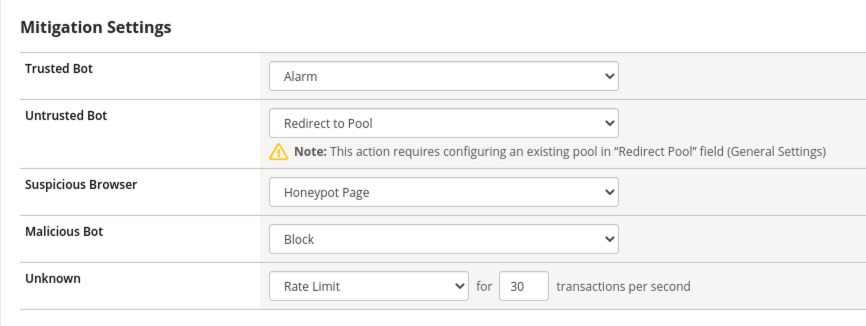 Mitigation Settings
Trusted Bot
Alarm
Untrusted Bot
Redirect to Pool
Note: This action requires configuring an existing pool in “Redirect Pool” field (General Settings)
Suspicious Browser
Honeypot Page
Malicious Bot
Block
Unknown
Rate Limit for 30 transactions per second